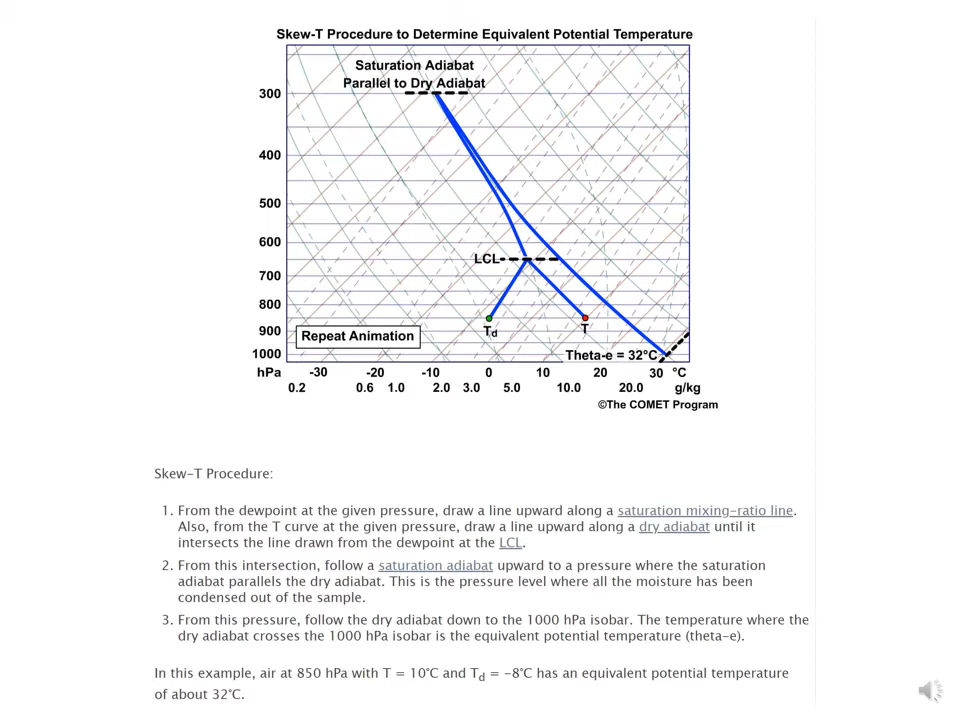 Skew-T Procedure to Determine Equivalent Potential Temperature
Saturation Adiabat
Parallel to Dry Adiabat
300
400
500
600
LCL
700
800
Td
T
900
Repeat Animation
1000
Theta-e = 32°C
hPa -30 -20 -10 0 10 20 30 °C
0.2 0.6 1.0 2.0 3.0 5.0 10.0 20.0 g/kg
©The COMET Program
Skew-T Procedure:
1. From the dewpoint at the given pressure, draw a line upward along a saturation mixing-ratio line.
Also, from the T curve at the given pressure, draw a line upward along a dry adiabat until it
intersects the line drawn from the dewpoint at the LCL.
2. From this intersection, follow a saturation adiabat upward to a pressure where the saturation
adiabat parallels the dry adiabat. This is the pressure level where all the moisture has been
condensed out of the sample.
3. From this pressure, follow the dry adiabat down to the 1000 hPa isobar. The temperature where the
dry adiabat crosses the 1000 hPa isobar is the equivalent potential temperature (theta-e).
In this example, air at 850 hPa with T = 10°C and Td = -8°C has an equivalent potential temperature
of about 32°C.